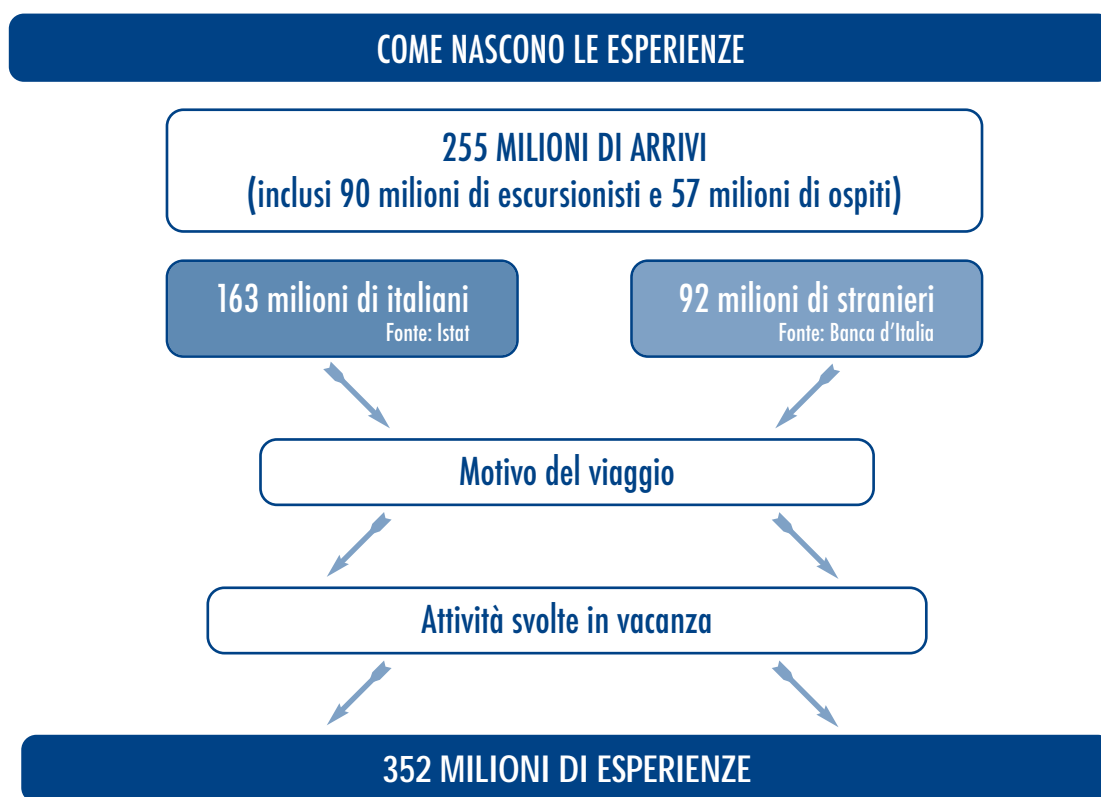 COME NASCONO LE ESPERIENZE
255 MILIONI DI ARRIVI
(inclusi 90 milioni di escursionisti e 57 milioni di ospiti)
163 milioni di italiani
Fonte: Istat
92 milioni di stranieri
Fonte: Banca d’Italia
Motivo del viaggio
Attività svolte in vacanza
352 MILIONI DI ESPERIENZE